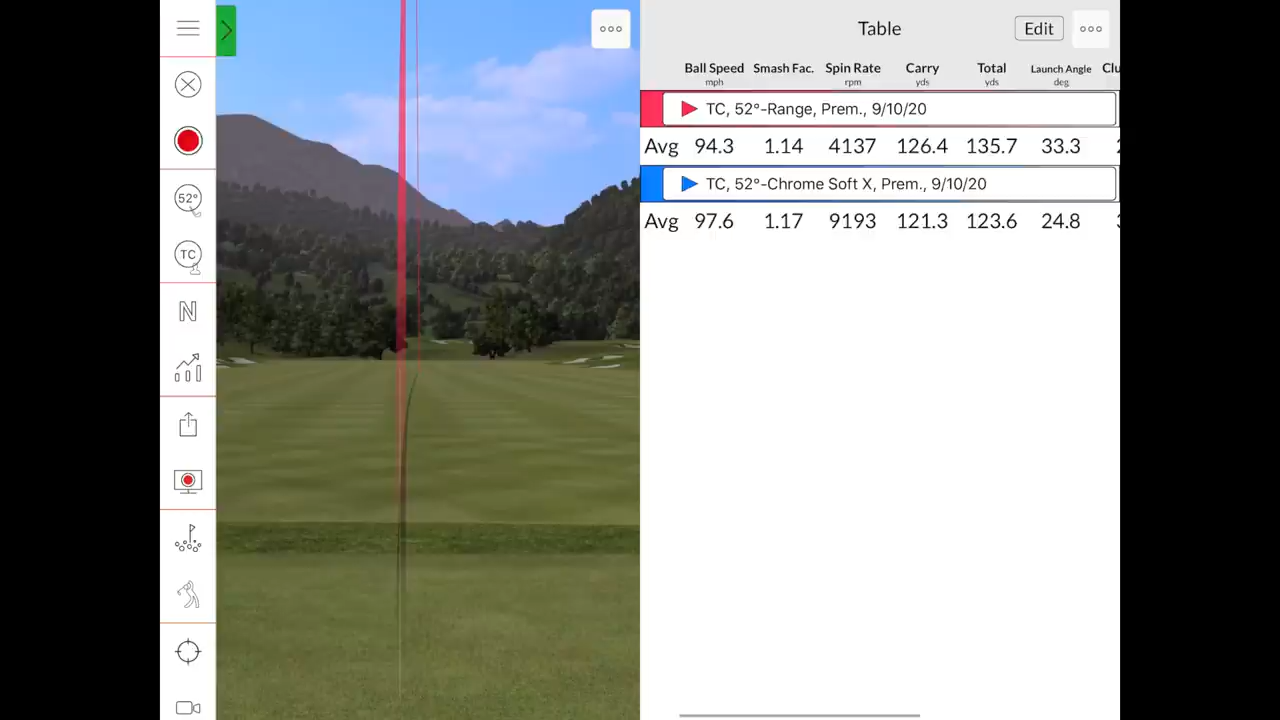 Table
Edit
Ball Speed Smash Fac. Spin Rate Carry Total Launch Angle Clu
mph rpm yds yds deg
TC, 52°-Range, Prem., 9/10/20
Avg 94.3 1.14 4137 126.4 135.7 33.3
TC, 52°-Chrome Soft X, Prem., 9/10/20
Avg 97.6 1.17 9193 121.3 123.6 24.8
52°
TC
N